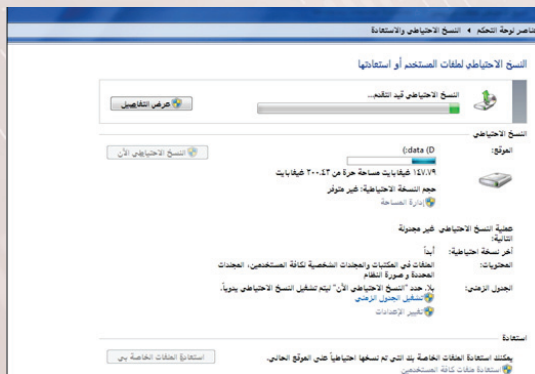 عناصر لوحة التحكم ◂ النسخ الاحتياطي والاستعادة
النسخ الاحتياطي لملفات المستخدم أو استعادتها
النسخ الاحتياطي قيد التقدم...
عرض التفاصيل
النسخ الاحتياطي
الموقع: data (D:)
النسخ الاحتياطي الآن
١٤٧.٧٩ غيغابايت مساحة حرة من ٢٠٠.٤٣ غيغابايت
حجم النسخة الاحتياطية: غير متوفر
إدارة المساحة
عملية النسخ الاحتياطي غير مجدولة
التالية:
آخر نسخة احتياطية: أبداً
المحتويات: الملفات في المكتبات والمجلدات الشخصية لكافة المستخدمين، المجلدات
المحددة و صورة النظام
الجدول الزمني: بلا. حدد "النسخ الاحتياطي الآن" ليتم تشغيل النسخ الاحتياطي يدوياً.
تشغيل الجدول الزمني
تغيير الإعدادات
استعادة
يمكنك استعادة الملفات الخاصة بك التي تم نسخها احتياطياً على الموقع الحالي.
استعادة الملفات الخاصة بي
استعادة ملفات كافة المستخدمين